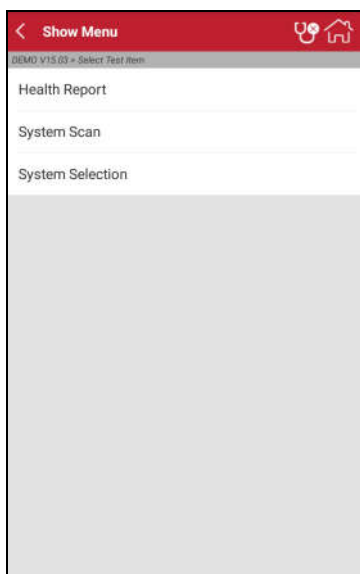 Show Menu
DEMO V15.03 > Select Test Item
Health Report
System Scan
System Selection